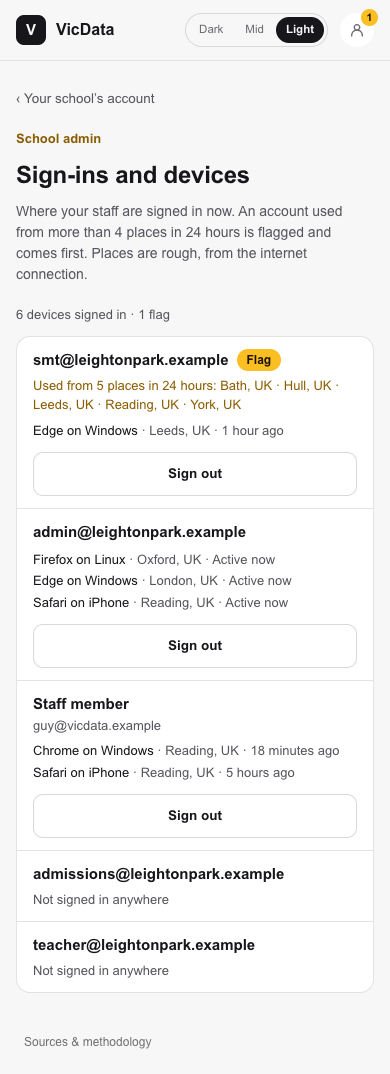 V VicData Dark Mid Light 1
‹ Your school's account
School admin
Sign-ins and devices
Where your staff are signed in now. An account used
from more than 4 places in 24 hours is flagged and
comes first. Places are rough, from the internet
connection.
6 devices signed in · 1 flag
smt@leightonpark.example Flag
Used from 5 places in 24 hours: Bath, UK · Hull, UK ·
Leeds, UK · Reading, UK · York, UK
Edge on Windows · Leeds, UK · 1 hour ago
Sign out
admin@leightonpark.example
Firefox on Linux · Oxford, UK · Active now
Edge on Windows · London, UK · Active now
Safari on iPhone · Reading, UK · Active now
Sign out
Staff member
guy@vicdata.example
Chrome on Windows · Reading, UK · 18 minutes ago
Safari on iPhone · Reading, UK · 5 hours ago
Sign out
admissions@leightonpark.example
Not signed in anywhere
teacher@leightonpark.example
Not signed in anywhere
Sources & methodology